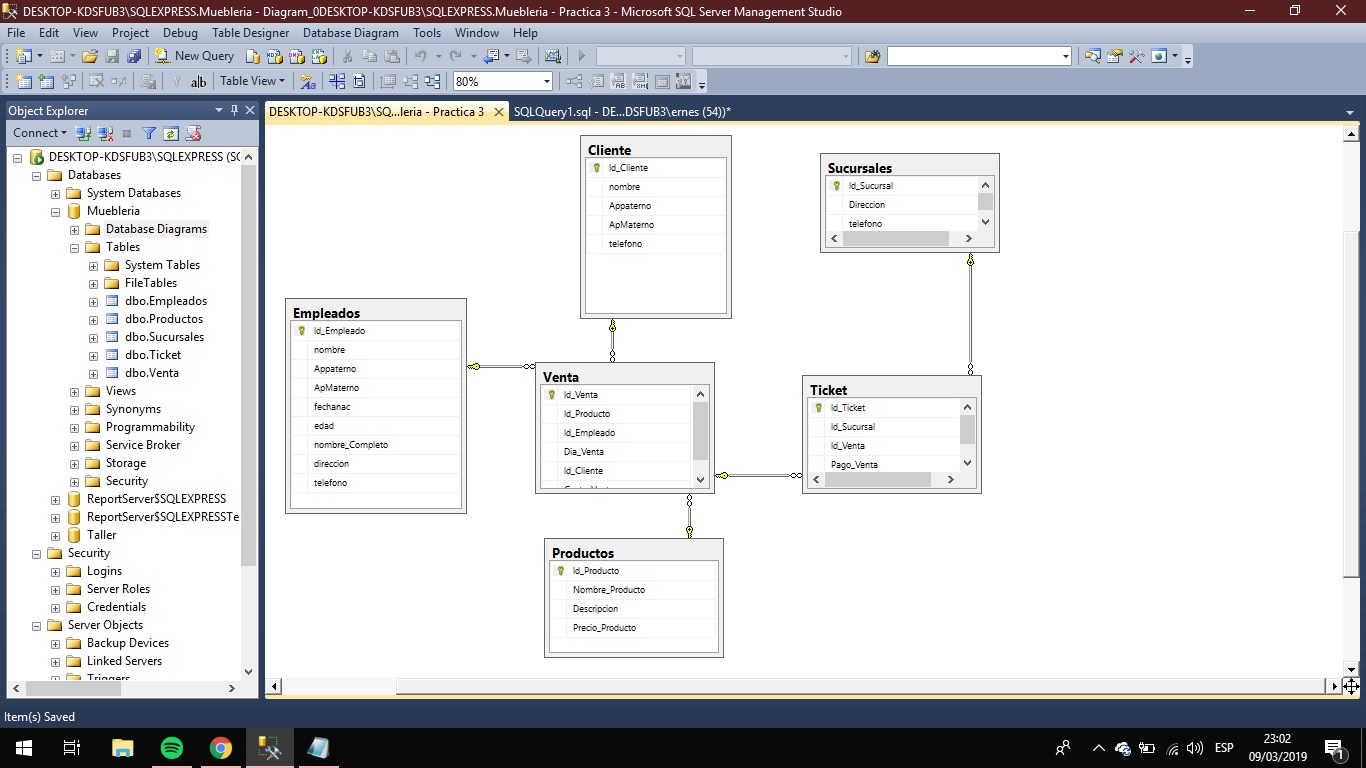 DESKTOP-KDSFUB3\SQLEXPRESS.Muebleria - Diagram_0DESKTOP-KDSFUB3\SQLEXPRESS.Muebleria - Practica 3 - Microsoft SQL Server Management Studio
File Edit View Project Debug Table Designer Database Diagram Tools Window Help
New Query
Table View 80%
Object Explorer
Connect
DESKTOP-KDSFUB3\SQLEXPRESS (SQ
Databases
System Databases
Muebleria
Database Diagrams
Tables
System Tables
FileTables
dbo.Empleados
dbo.Productos
dbo.Sucursales
dbo.Ticket
dbo.Venta
Views
Synonyms
Programmability
Service Broker
Storage
Security
ReportServer$SQLEXPRESS
ReportServer$SQLEXPRESSTe
Taller
Security
Logins
Server Roles
Credentials
Server Objects
Backup Devices
Linked Servers
Triggers
DESKTOP-KDSFUB3\SQ...leria - Practica 3
SQLQuery1.sql - DE...DSFUB3\ernes (54))*
Cliente
Id_Cliente
nombre
Appaterno
ApMaterno
telefono
Sucursales
Id_Sucursal
Direccion
telefono
Empleados
Id_Empleado
nombre
Appaterno
ApMaterno
fechanac
edad
nombre_Completo
direccion
telefono
Venta
Id_Venta
Id_Producto
Id_Empleado
Dia_Venta
Id_Cliente
Ticket
Id_Ticket
Id_Sucursal
Id_Venta
Pago_Venta
Productos
Id_Producto
Nombre_Producto
Descripcion
Precio_Producto
Item(s) Saved
ESP
23:02
09/03/2019
1